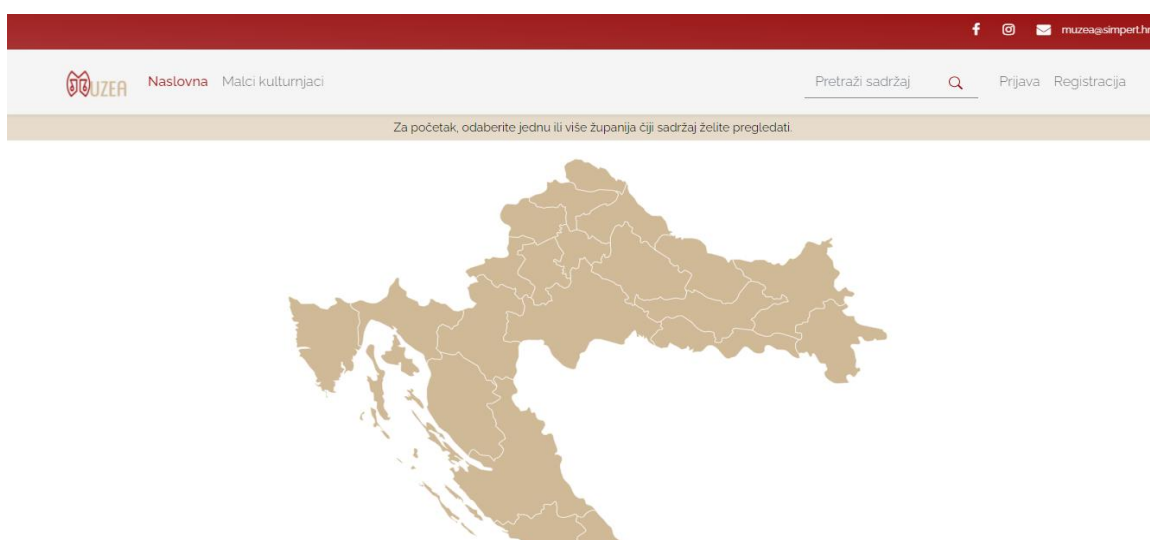 muzea@simpert.hr
MUZEA Naslovna Malci kulturnjaci Pretraži sadržaj Prijava Registracija
Za početak, odaberite jednu ili više županija čiji sadržaj želite pregledati.